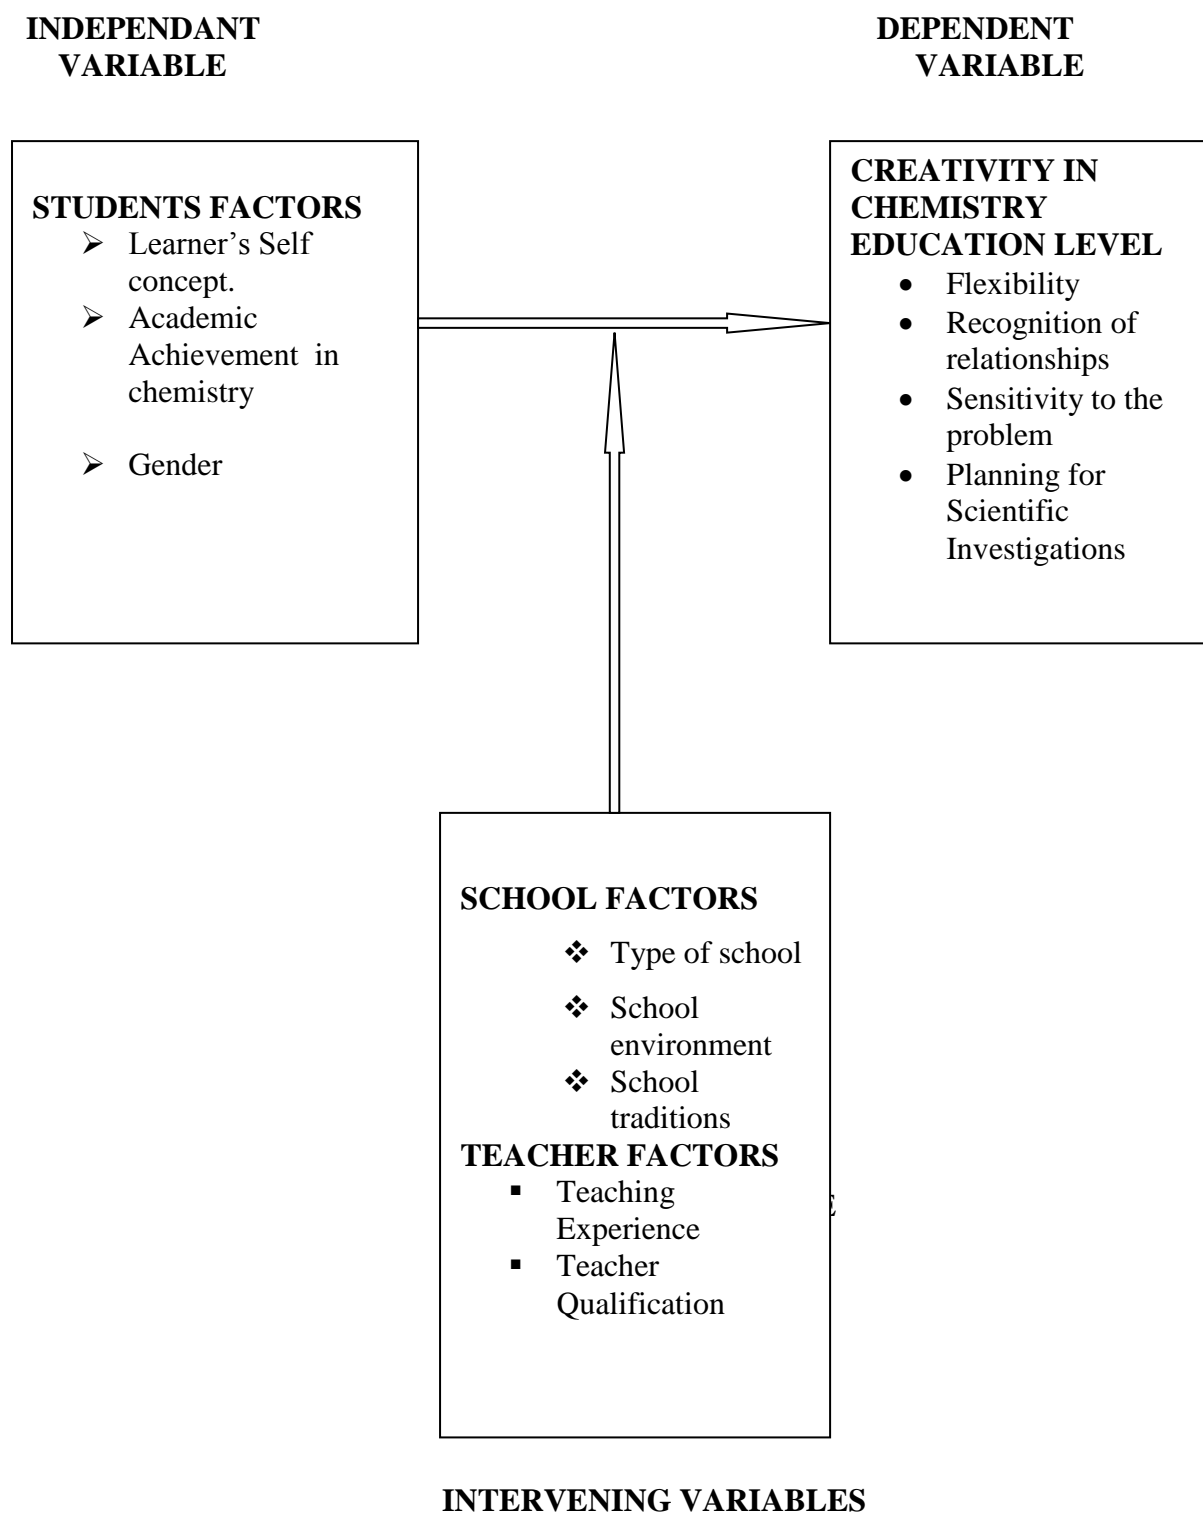 INDEPENDANT
VARIABLE
DEPENDENT
VARIABLE
STUDENTS FACTORS
➢ Learner's Self
concept.
➢ Academic
Achievement in
chemistry
➢ Gender
CREATIVITY IN
CHEMISTRY
EDUCATION LEVEL
• Flexibility
• Recognition of
relationships
• Sensitivity to the
problem
• Planning for
Scientific
Investigations
SCHOOL FACTORS
❖ Type of school
❖ School
environment
❖ School
traditions
TEACHER FACTORS
▪ Teaching
Experience
▪ Teacher
Qualification
INTERVENING VARIABLES